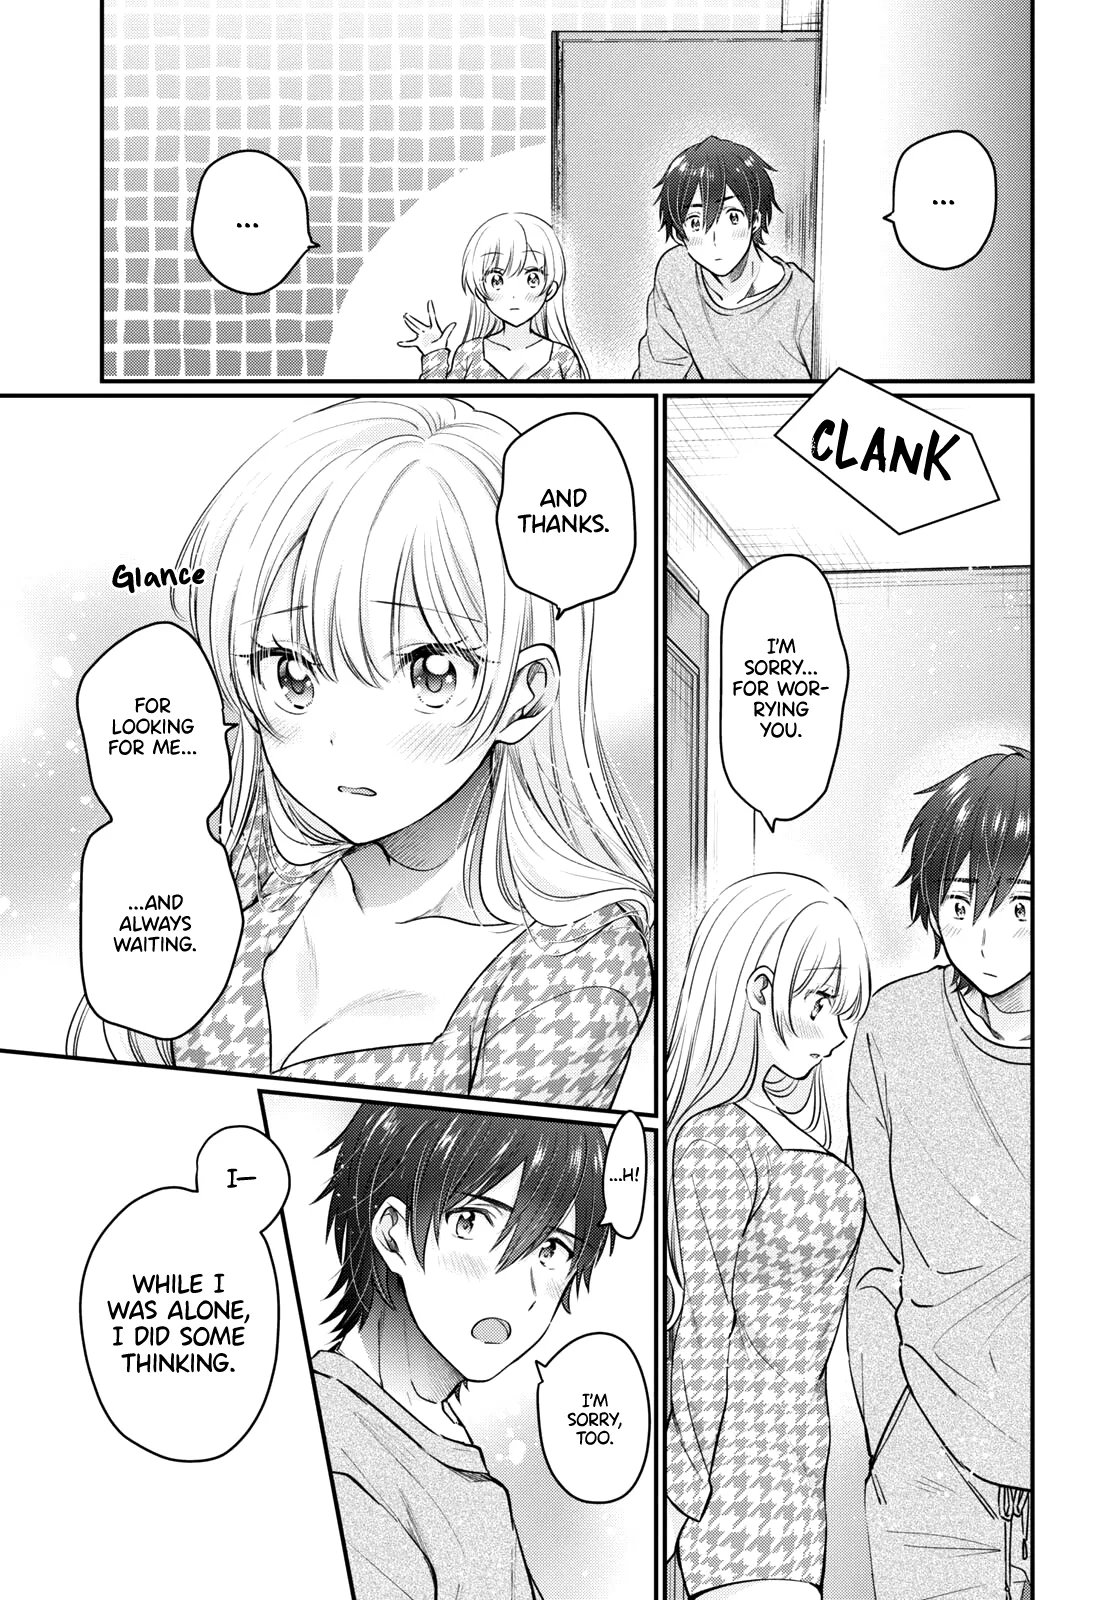 ...
...
CLANK
I'M
SORRY...
FOR WOR-
RYING
YOU.
AND
THANKS.
Glance
FOR
LOOKING
FOR ME...
...AND
ALWAYS
WAITING.
...H!
I'M
SORRY,
TOO.
I—
WHILE I
WAS ALONE,
I DID SOME
THINKING.